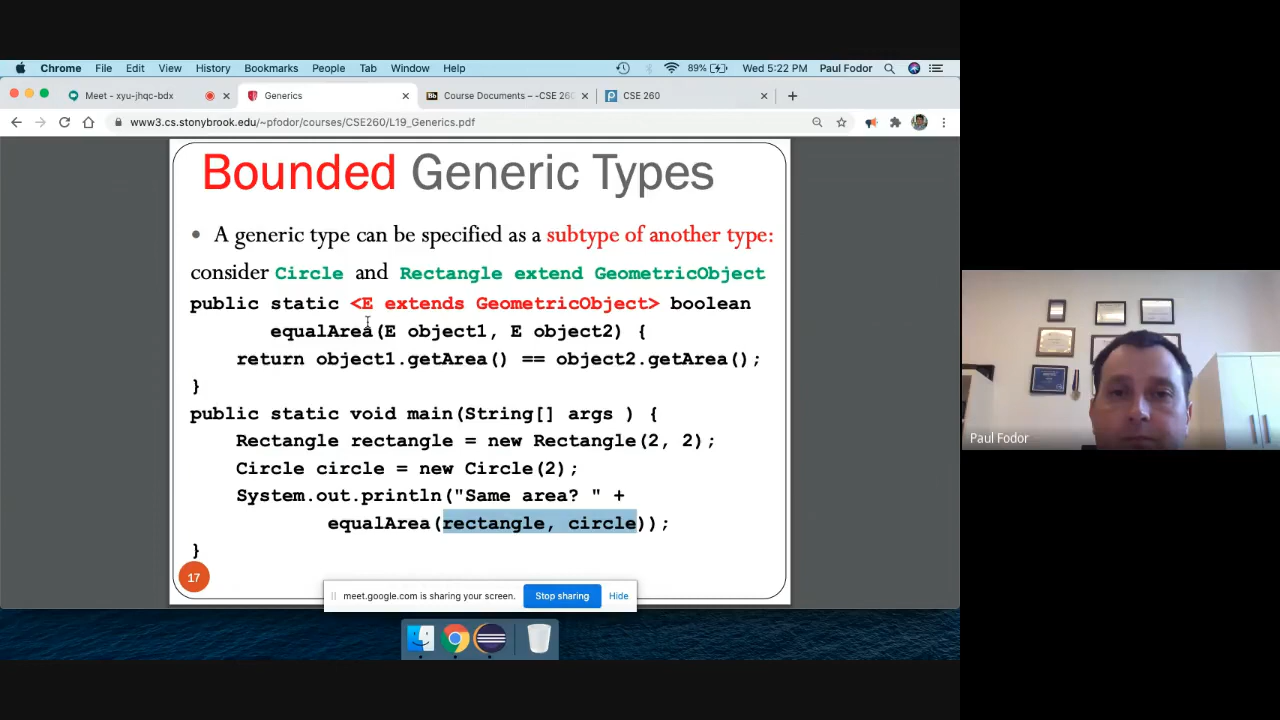 Chrome File Edit View History Bookmarks People Tab Window Help 89% Wed 5:22 PM Paul Fodor
Meet - xyu-jhqc-bdx Generics Course Documents – -CSE 260 CSE 260
www3.cs.stonybrook.edu/~pfodor/courses/CSE260/L19_Generics.pdf
Bounded Generic Types
• A generic type can be specified as a subtype of another type:
consider Circle and Rectangle extend GeometricObject
public static <E extends GeometricObject> boolean
equalArea(E object1, E object2) {
return object1.getArea() == object2.getArea();
}
public static void main(String[] args ) {
Rectangle rectangle = new Rectangle(2, 2);
Circle circle = new Circle(2);
System.out.println("Same area? " +
equalArea(rectangle, circle));
}
17
meet.google.com is sharing your screen. Stop sharing Hide
Paul Fodor